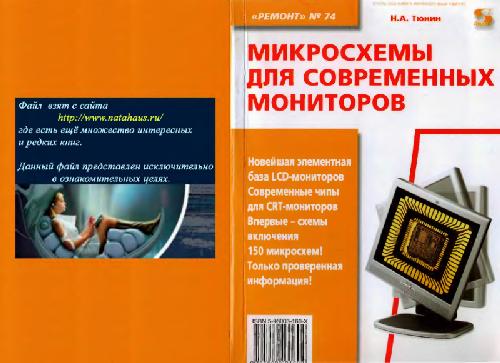 Файл взят с сайта
http://www.natahaus.ru/
где есть ещё множество интересных
и редких книг.
Данный файл представлен исключительно
в ознакомительных целях.
«РЕМОНТ» № 74
Н.А. Тюнин
МИКРОСХЕМЫ
ДЛЯ СОВРЕМЕННЫХ
МОНИТОРОВ
Новейшая элементная
база LCD-мониторов
Современные чипы
для CRT-мониторов
Впервые – схемы
включения
150 микросхем!
Только проверенная
информация!